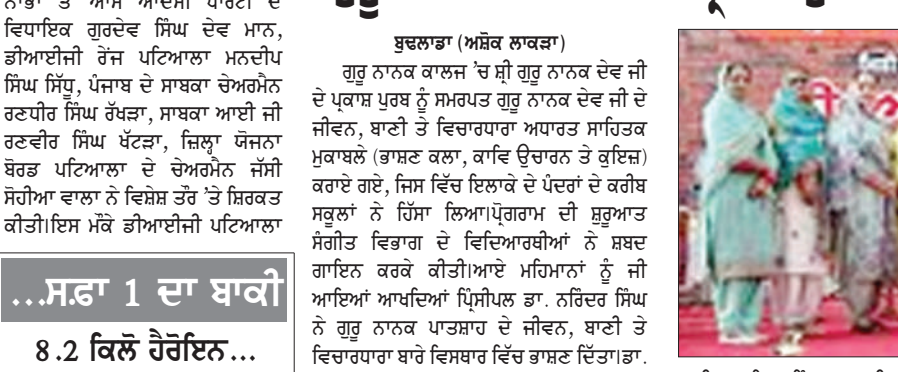 ਵਿਧਾਇਕ ਗੁਰਦੇਵ ਸਿੰਘ ਦੇਵ ਮਾਨ,
ਡੀਆਈਜੀ ਰੇਂਜ ਪਟਿਆਲਾ ਮਨਦੀਪ
ਸਿੰਘ ਸਿੱਧੂ, ਪੰਜਾਬ ਦੇ ਸਾਬਕਾ ਚੇਅਰਮੈਨ
ਰਣਧੀਰ ਸਿੰਘ ਰੱਖੜਾ, ਸਾਬਕਾ ਆਈ ਜੀ
ਰਣਵੀਰ ਸਿੰਘ ਖੱਟੜਾ, ਜ਼ਿਲ੍ਹਾ ਯੋਜਨਾ
ਬੋਰਡ ਪਟਿਆਲਾ ਦੇ ਚੇਅਰਮੈਨ ਜੱਸੀ
ਸੋਹੀਆ ਵਾਲਾ ਨੇ ਵਿਸ਼ੇਸ਼ ਤੌਰ 'ਤੇ ਸ਼ਿਰਕਤ
ਕੀਤੀ।ਇਸ ਮੌਕੇ ਡੀਆਈਜੀ ਪਟਿਆਲਾ
...ਸਫ਼ਾ 1 ਦਾ ਬਾਕੀ
8.2 ਕਿਲੋ ਹੈਰੋਇਨ...
ਬੁਢਲਾਡਾ (ਅਸ਼ੋਕ ਲਾਕੜਾ)
ਗੁਰੂ ਨਾਨਕ ਕਾਲਜ 'ਚ ਸ਼੍ਰੀ ਗੁਰੂ ਨਾਨਕ ਦੇਵ ਜੀ
ਦੇ ਪ੍ਰਕਾਸ਼ ਪੁਰਬ ਨੂੰ ਸਮਰਪਤ ਗੁਰੂ ਨਾਨਕ ਦੇਵ ਜੀ ਦੇ
ਜੀਵਨ, ਬਾਣੀ ਤੇ ਵਿਚਾਰਧਾਰਾ ਅਧਾਰਤ ਸਾਹਿਤਕ
ਮੁਕਾਬਲੇ (ਭਾਸ਼ਣ ਕਲਾ, ਕਾਵਿ ਉਚਾਰਨ ਤੇ ਕੁਇਜ਼)
ਕਰਾਏ ਗਏ, ਜਿਸ ਵਿੱਚ ਇਲਾਕੇ ਦੇ ਪੰਦਰਾਂ ਦੇ ਕਰੀਬ
ਸਕੂਲਾਂ ਨੇ ਹਿੱਸਾ ਲਿਆ।ਪ੍ਰੋਗਰਾਮ ਦੀ ਸ਼ੁਰੂਆਤ
ਸੰਗੀਤ ਵਿਭਾਗ ਦੇ ਵਿਦਿਆਰਥੀਆਂ ਨੇ ਸ਼ਬਦ
ਗਾਇਨ ਕਰਕੇ ਕੀਤੀ।ਆਏ ਮਹਿਮਾਨਾਂ ਨੂੰ ਜੀ
ਆਇਆਂ ਆਖਦਿਆਂ ਪ੍ਰਿੰਸੀਪਲ ਡਾ. ਨਰਿੰਦਰ ਸਿੰਘ
ਨੇ ਗੁਰੂ ਨਾਨਕ ਪਾਤਸ਼ਾਹ ਦੇ ਜੀਵਨ, ਬਾਣੀ ਤੇ
ਵਿਚਾਰਧਾਰਾ ਬਾਰੇ ਵਿਸਥਾਰ ਵਿੱਚ ਭਾਸ਼ਣ ਦਿੱਤਾ।ਡਾ.